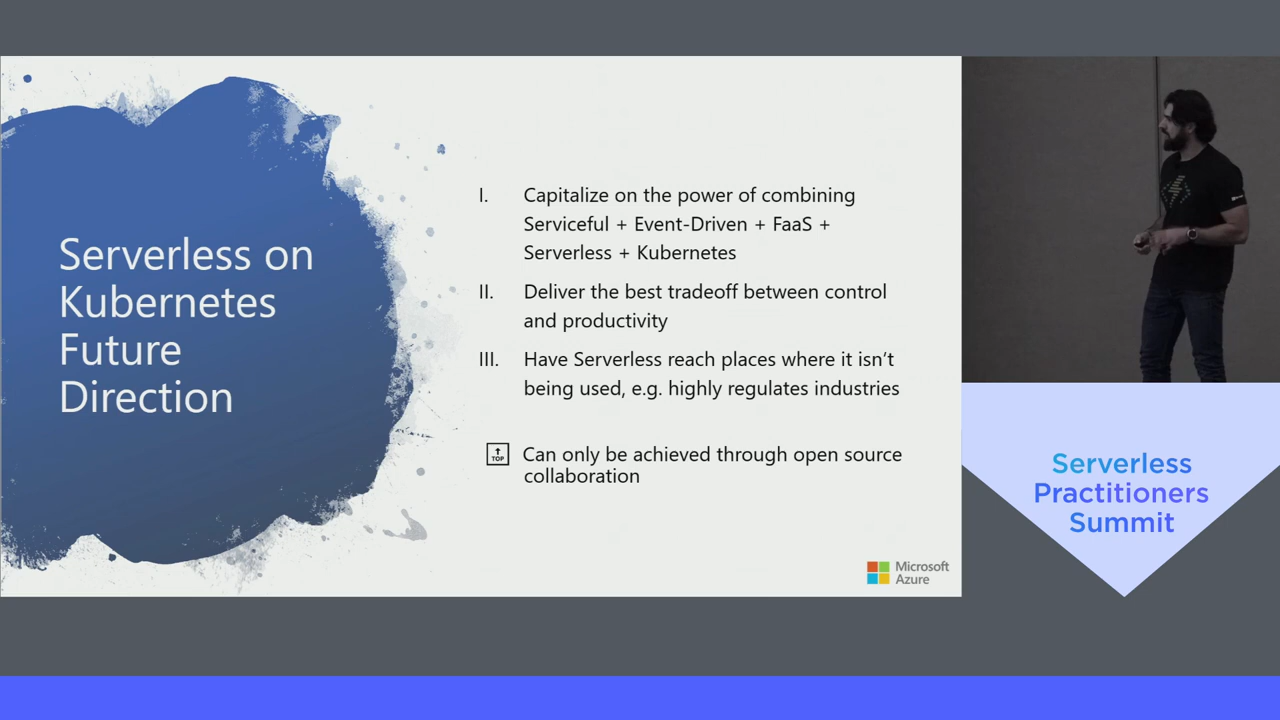 Serverless on
Kubernetes
Future
Direction
I. Capitalize on the power of combining
Serviceful + Event-Driven + FaaS +
Serverless + Kubernetes
II. Deliver the best tradeoff between control
and productivity
III. Have Serverless reach places where it isn't
being used, e.g. highly regulates industries
TOP Can only be achieved through open source
collaboration
Microsoft
Azure
Serverless
Practitioners
Summit